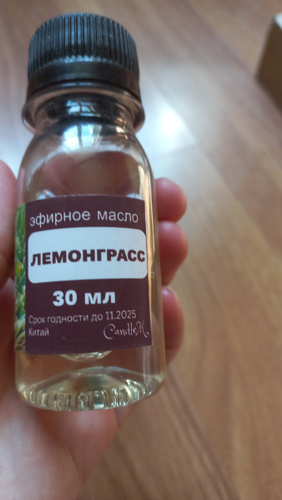 эфирное масло
ЛЕМОНГРАСС
30 мл
Срок годности до 11.2025
Китай